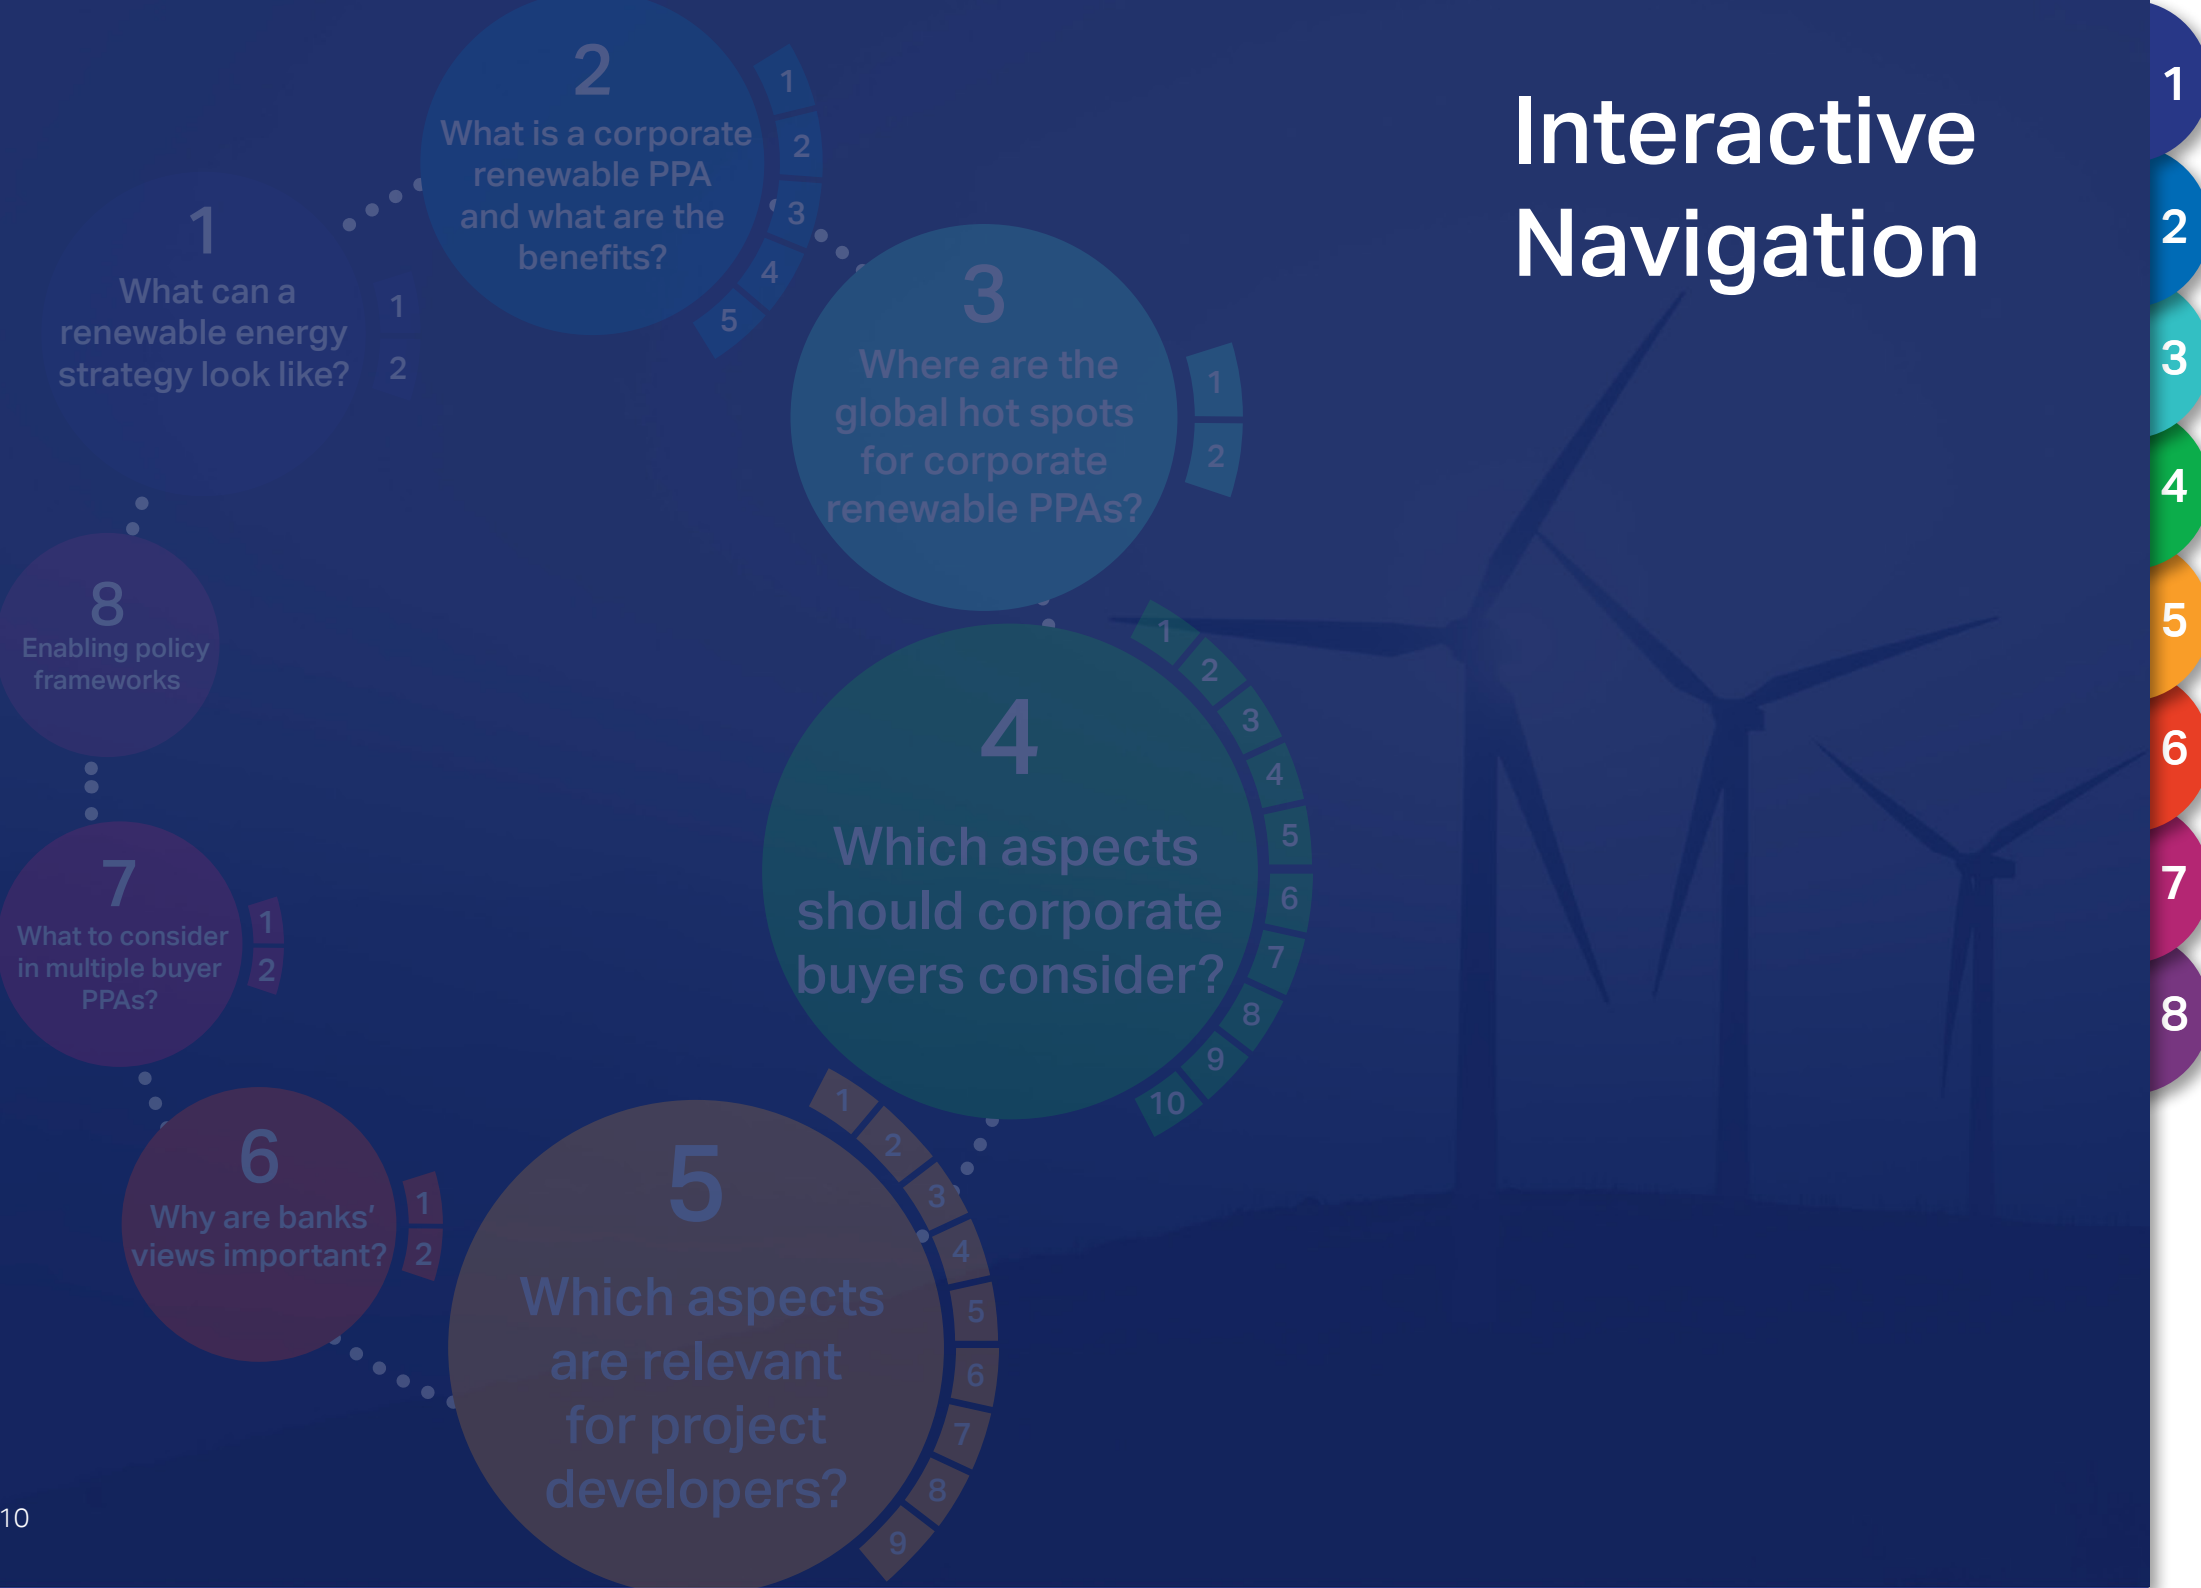 Interactive
Navigation
1
What can a
renewable energy
strategy look like?
1
2
2
What is a corporate
renewable PPA
and what are the
benefits?
1
2
3
4
5
3
Where are the
global hot spots
for corporate
renewable PPAs?
1
2
4
Which aspects
should corporate
buyers consider?
1
2
3
4
5
6
7
8
9
10
5
Which aspects
are relevant
for project
developers?
1
2
3
4
5
6
7
8
9
6
Why are banks’
views important?
1
2
7
What to consider
in multiple buyer
PPAs?
1
2
8
Enabling policy
frameworks
1
2
3
4
5
6
7
8
10